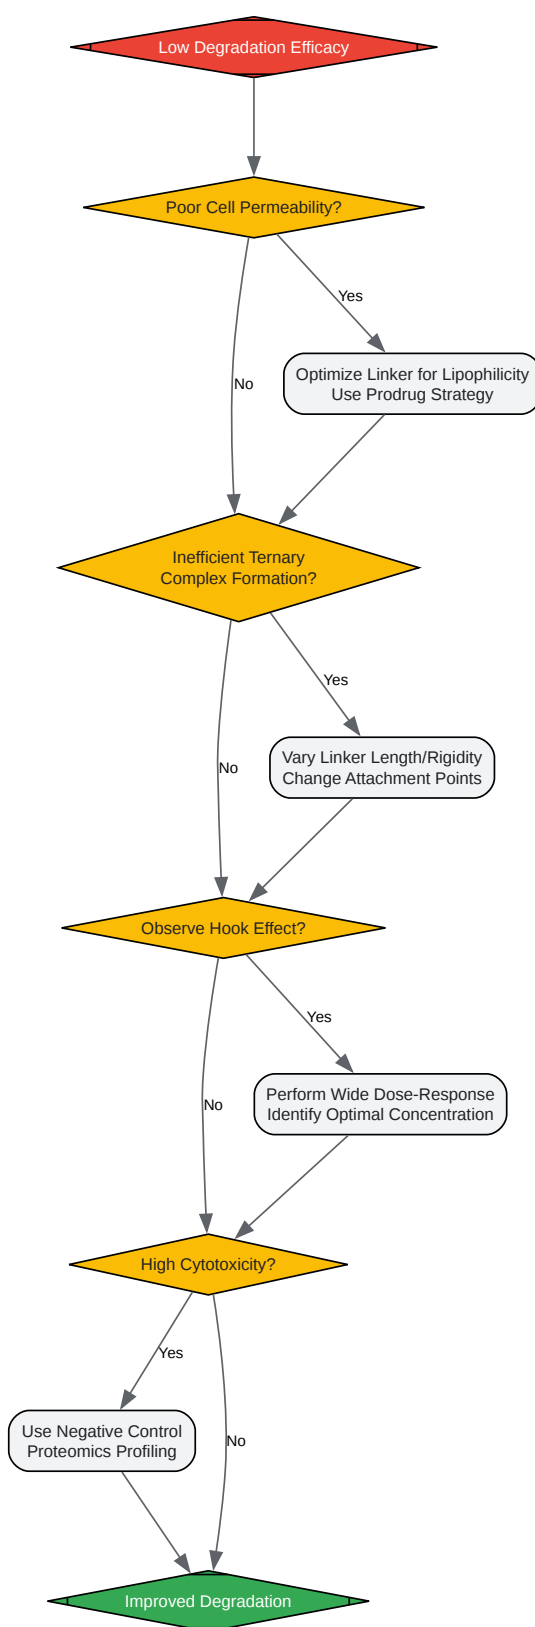 Low Degradation Efficacy
Poor Cell Permeability?
Yes
Optimize Linker for Lipophilicity
Use Prodrug Strategy
No
Inefficient Ternary
Complex Formation?
Yes
Vary Linker Length/Rigidity
Change Attachment Points
No
Observe Hook Effect?
Yes
Perform Wide Dose-Response
Identify Optimal Concentration
No
High Cytotoxicity?
Yes
Use Negative Control
Proteomics Profiling
No
Improved Degradation